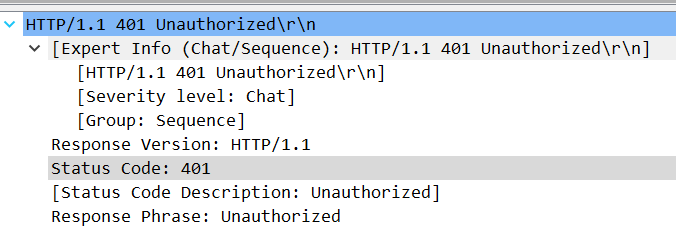 HTTP/1.1 401 Unauthorized\r\n
[Expert Info (Chat/Sequence): HTTP/1.1 401 Unauthorized\r\n]
[HTTP/1.1 401 Unauthorized\r\n]
[Severity level: Chat]
[Group: Sequence]
Response Version: HTTP/1.1
Status Code: 401
[Status Code Description: Unauthorized]
Response Phrase: Unauthorized